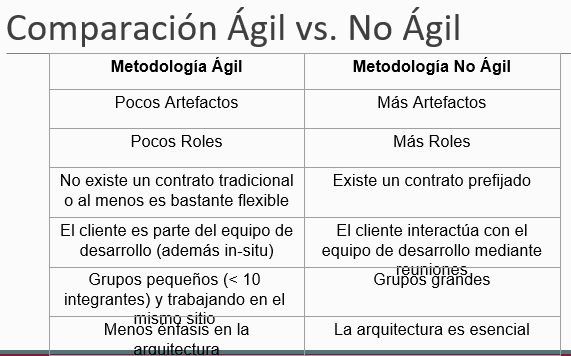 Comparación Ágil vs. No Ágil
Metodología Ágil
Metodología No Ágil
Pocos Artefactos
Más Artefactos
Pocos Roles
Más Roles
No existe un contrato tradicional
o al menos es bastante flexible
Existe un contrato prefijado
El cliente es parte del equipo de
desarrollo (además in-situ)
El cliente interactúa con el
equipo de desarrollo mediante
reuniones
Grupos pequeños (< 10
integrantes) y trabajando en el
mismo sitio
Grupos grandes
Menos énfasis en la
arquitectura
La arquitectura es esencial